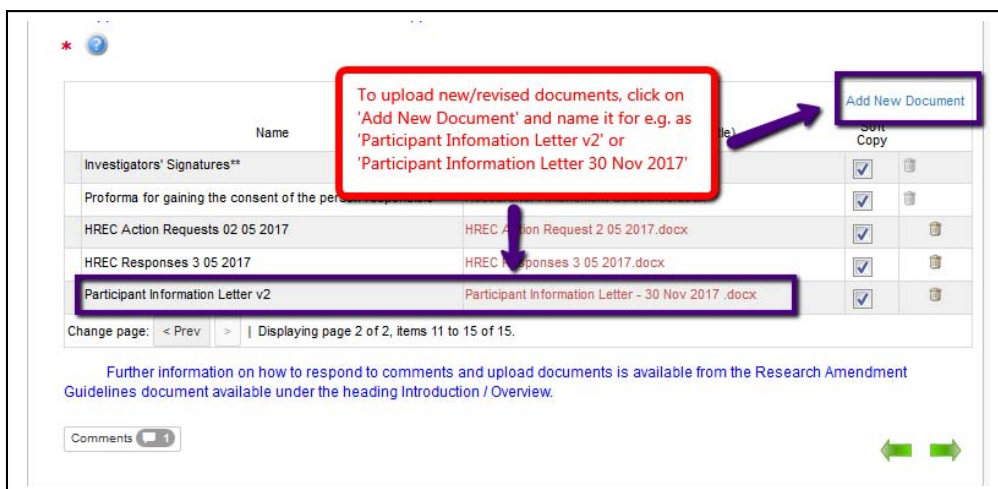 *
To upload new/revised documents, click on
'Add New Document' and name it for e.g. as
'Participant Infomation Letter v2' or
'Participant Information Letter 30 Nov 2017'
Add New Document
Name
Soft
Copy
Investigators' Signatures**
Proforma for gaining the consent of the person responsible
HREC Action Requests 02 05 2017 HREC Action Request 2 05 2017.docx
HREC Responses 3 05 2017 HREC Responses 3 05 2017.docx
Participant Information Letter v2 Participant Information Letter - 30 Nov 2017 .docx
Change page: < Prev > | Displaying page 2 of 2, items 11 to 15 of 15.
Further information on how to respond to comments and upload documents is available from the Research Amendment
Guidelines document available under the heading Introduction / Overview.
Comments 1